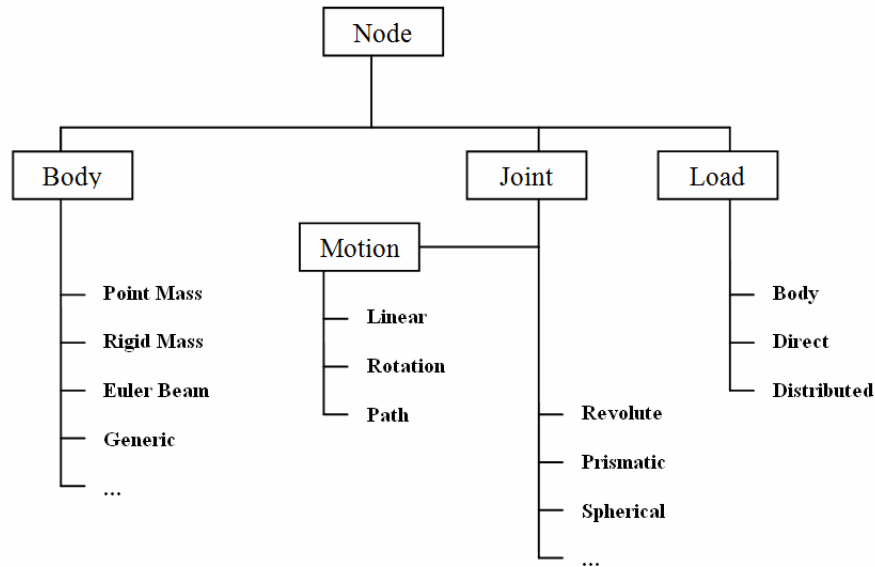 Node
Body
Joint
Load
Motion
Point Mass
Rigid Mass
Euler Beam
Generic
...
Linear
Rotation
Path
Revolute
Prismatic
Spherical
...
Body
Direct
Distributed